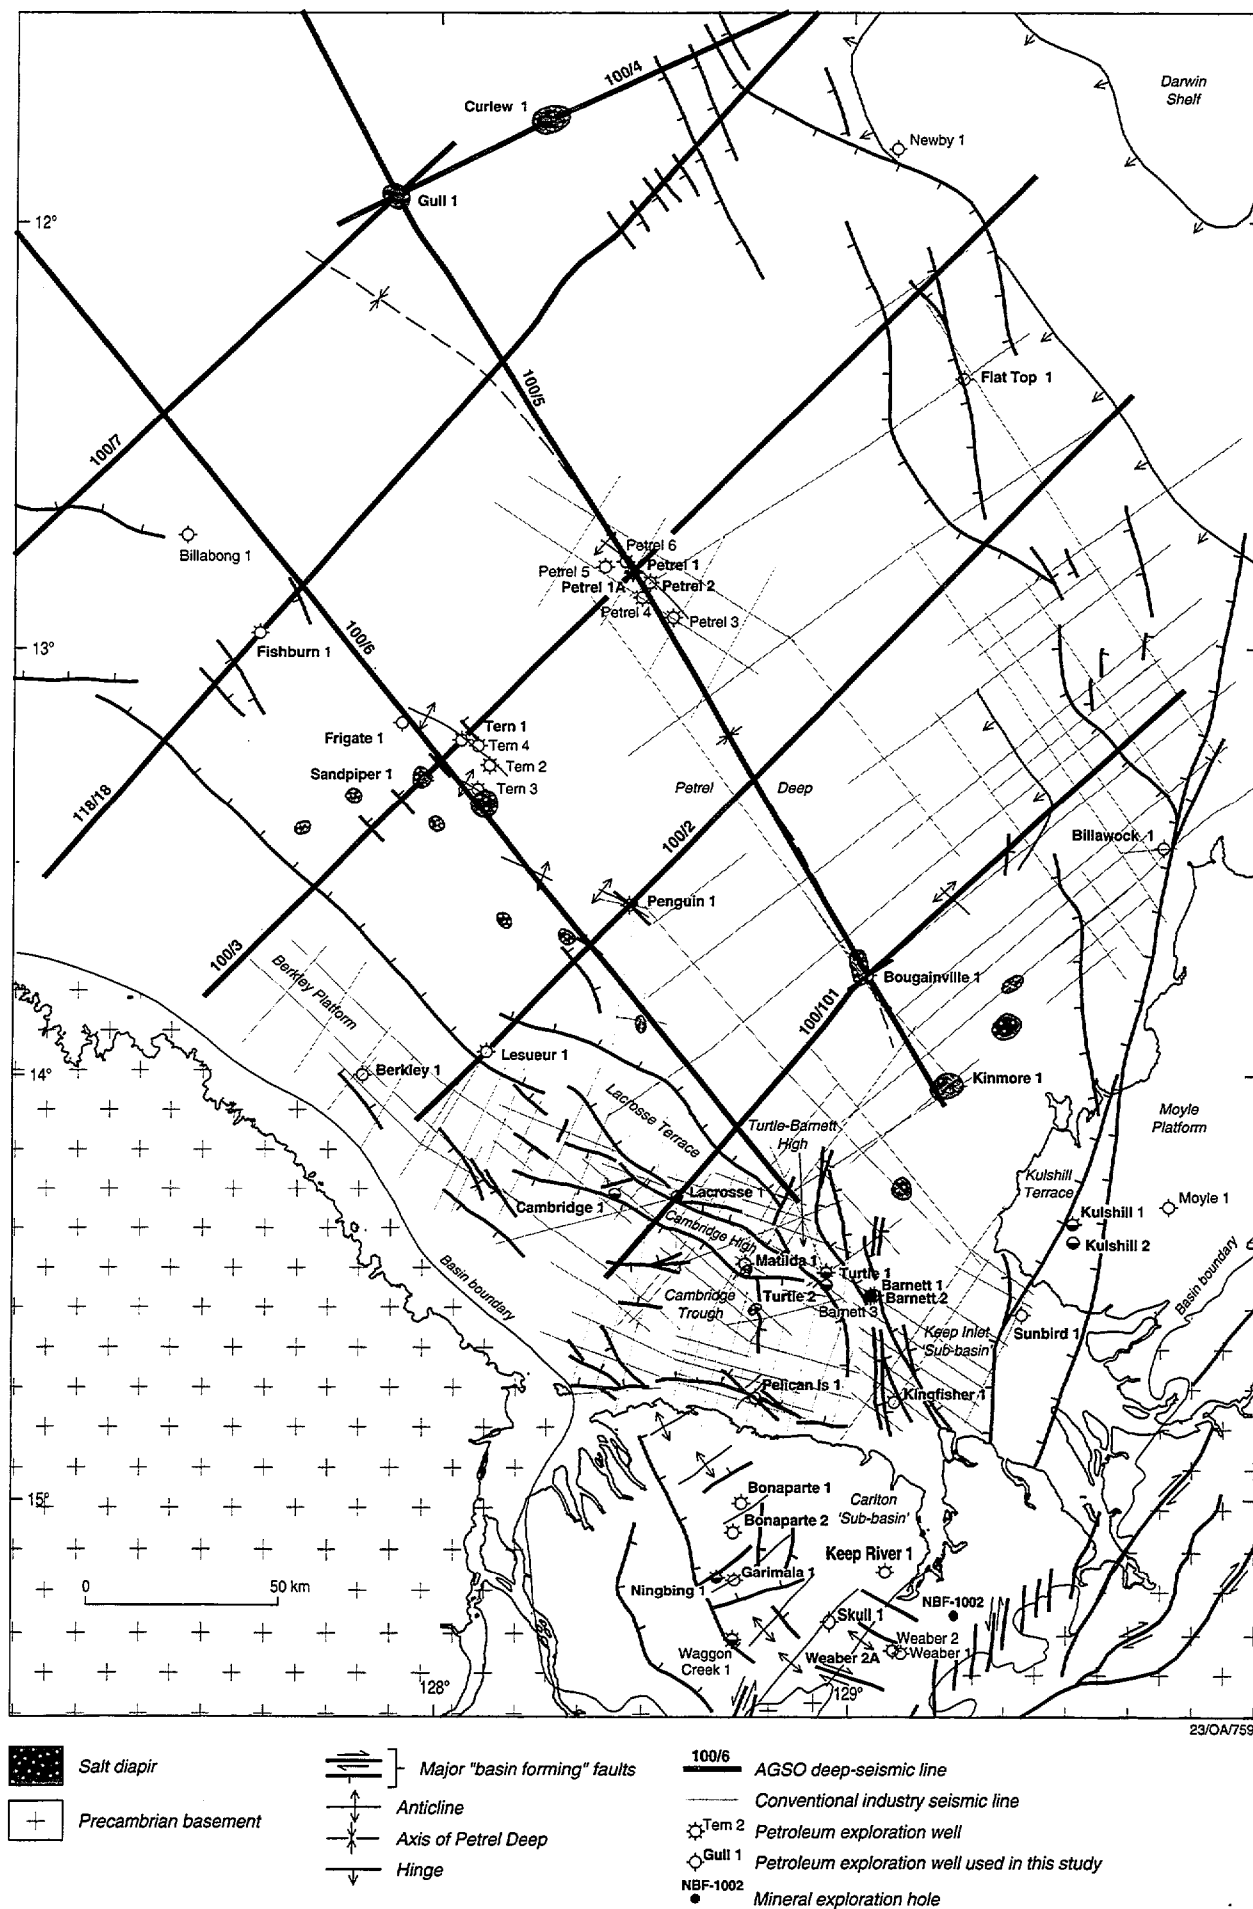 100/4
Darwin
Shelf
Curlew 1
Newby 1
Gull 1
12°
100/5
Flat Top 1
100/7
Billabong 1
Petrel 6
Petrel 5
Petrel 1
Petrel 1A
Petrel 2
Petrel 4
Petrel 3
100/6
Fishburn 1
13°
Frigate 1
Tern 1
Tern 4
Tern 2
Sandpiper 1
Tern 3
Petrel
Deep
118/18
100/2
Billawock 1
Penguin 1
100/3
Berkley Platform
Bougainville 1
100/101
Lesueur 1
14°
Berkley 1
Kinmore 1
Lacrosse Terrace
Turtle-Barnett
High
Moyle
Platform
Kulshill
Terrace
Cambridge 1
Lacrosse 1
Moyle 1
Kulshill 1
Kulshill 2
Cambridge High
Matilda 1
Turtle 1
Basin boundary
Basin boundary
Cambridge
Trough
Turtle 2
Barnett 1
Barnett 2
Barnett 3
Keep Inlet
'Sub-basin'
Sunbird 1
Pelican Is 1
Kingfisher 1
15°
Bonaparte 1
Carlton
'Sub-basin'
Bonaparte 2
Keep River 1
0 50 km
Ningbing 1
Garimala 1
NBF-1002
Skull 1
Waggon
Creek 1
Weaber 2
Weaber 2A
Weaber 1
128°
129°
23/OA/759
Salt diapir
Precambrian basement
Major "basin forming" faults
Anticline
Axis of Petrel Deep
Hinge
100/6
AGSO deep-seismic line
Conventional industry seismic line
Tern 2
Petroleum exploration well
Gull 1
Petroleum exploration well used in this study
NBF-1002
Mineral exploration hole